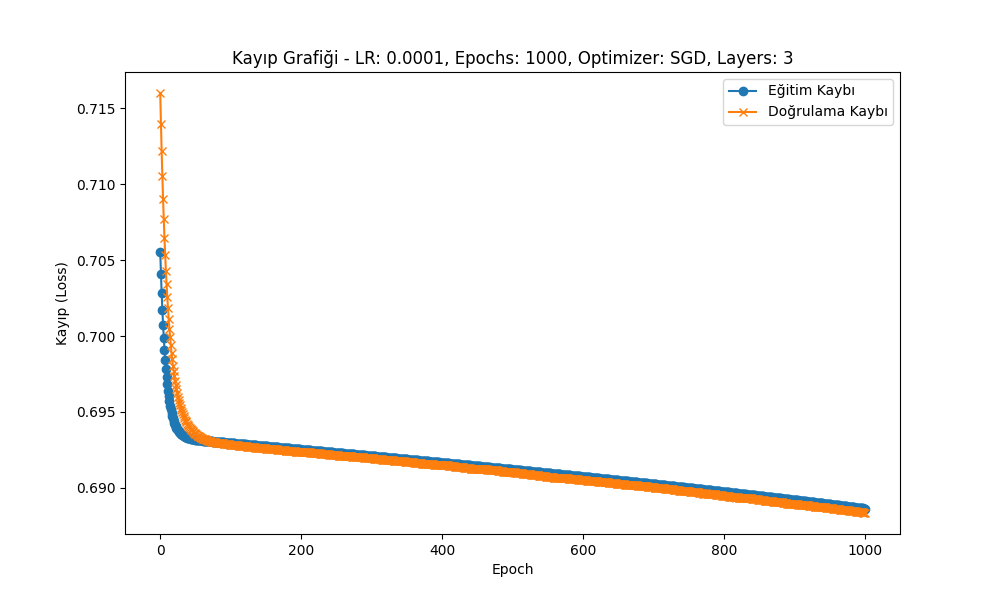 Kayıp Grafiği - LR: 0.0001, Epochs: 1000, Optimizer: SGD, Layers: 3
Eğitim Kaybı
Doğrulama Kaybı
0.715
0.710
0.705
0.700
0.695
0.690
Kayıp (Loss)
0
200
400
600
800
1000
Epoch